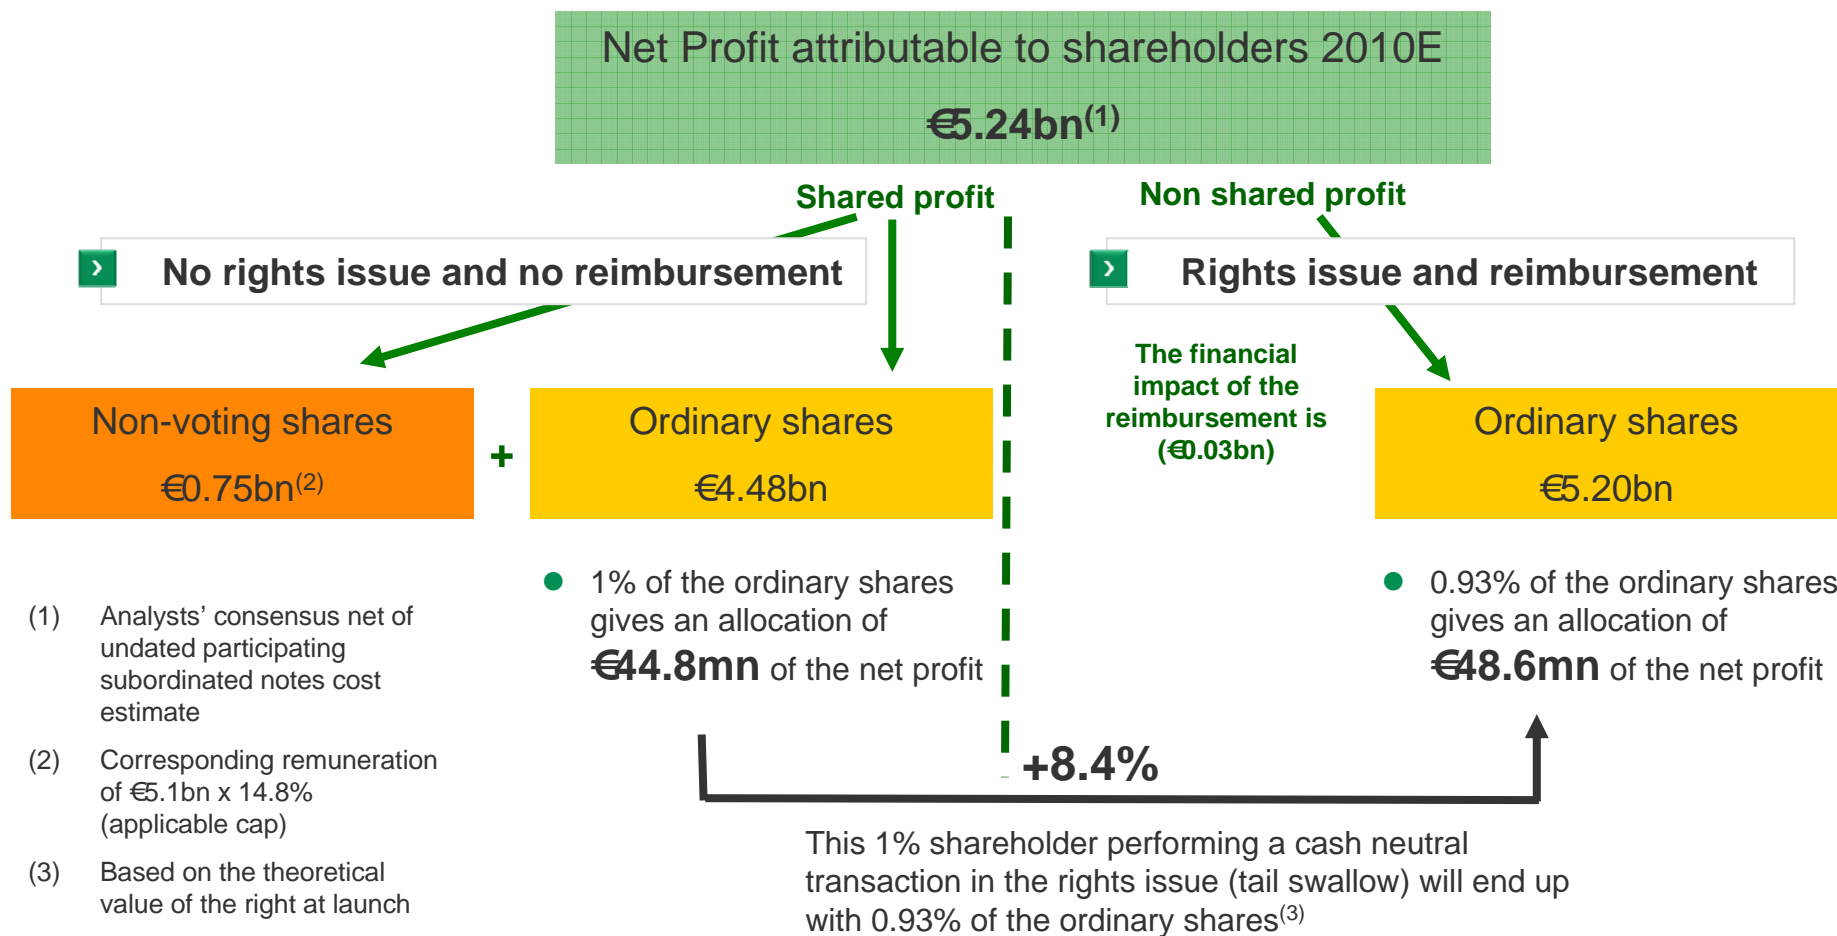 Net Profit attributable to shareholders 2010E
€5.24bn(1)
Shared profit
Non shared profit
No rights issue and no reimbursement
Rights issue and reimbursement
The financial
impact of the
reimbursement is
(€0.03bn)
Non-voting shares
€0.75bn(2)
+
Ordinary shares
€4.48bn
Ordinary shares
€5.20bn
1% of the ordinary shares
gives an allocation of
€44.8mn of the net profit
0.93% of the ordinary shares
gives an allocation of
€48.6mn of the net profit
(1) Analysts’ consensus net of
undated participating
subordinated notes cost
estimate
(2) Corresponding remuneration
of €5.1bn x 14.8%
(applicable cap)
(3) Based on the theoretical
value of the right at launch
+8.4%
This 1% shareholder performing a cash neutral
transaction in the rights issue (tail swallow) will end up
with 0.93% of the ordinary shares(3)